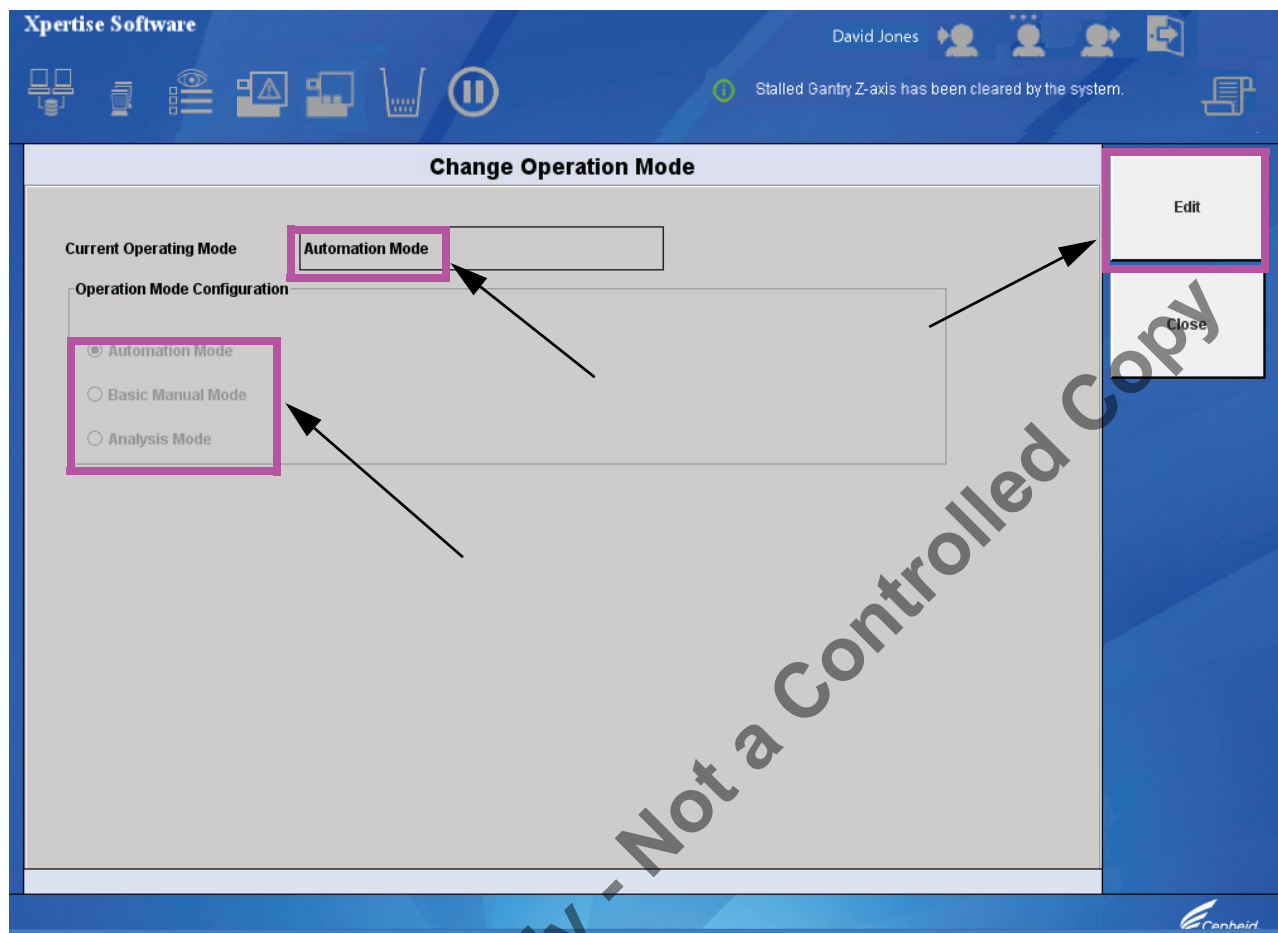 Xpertise Software
David Jones
Stalled Gantry Z-axis has been cleared by the system.
Change Operation Mode
Edit
Current Operating Mode
Automation Mode
Operation Mode Configuration
Close
Automation Mode
Basic Manual Mode
Analysis Mode
- Not a Controlled Copy
Cepheid.